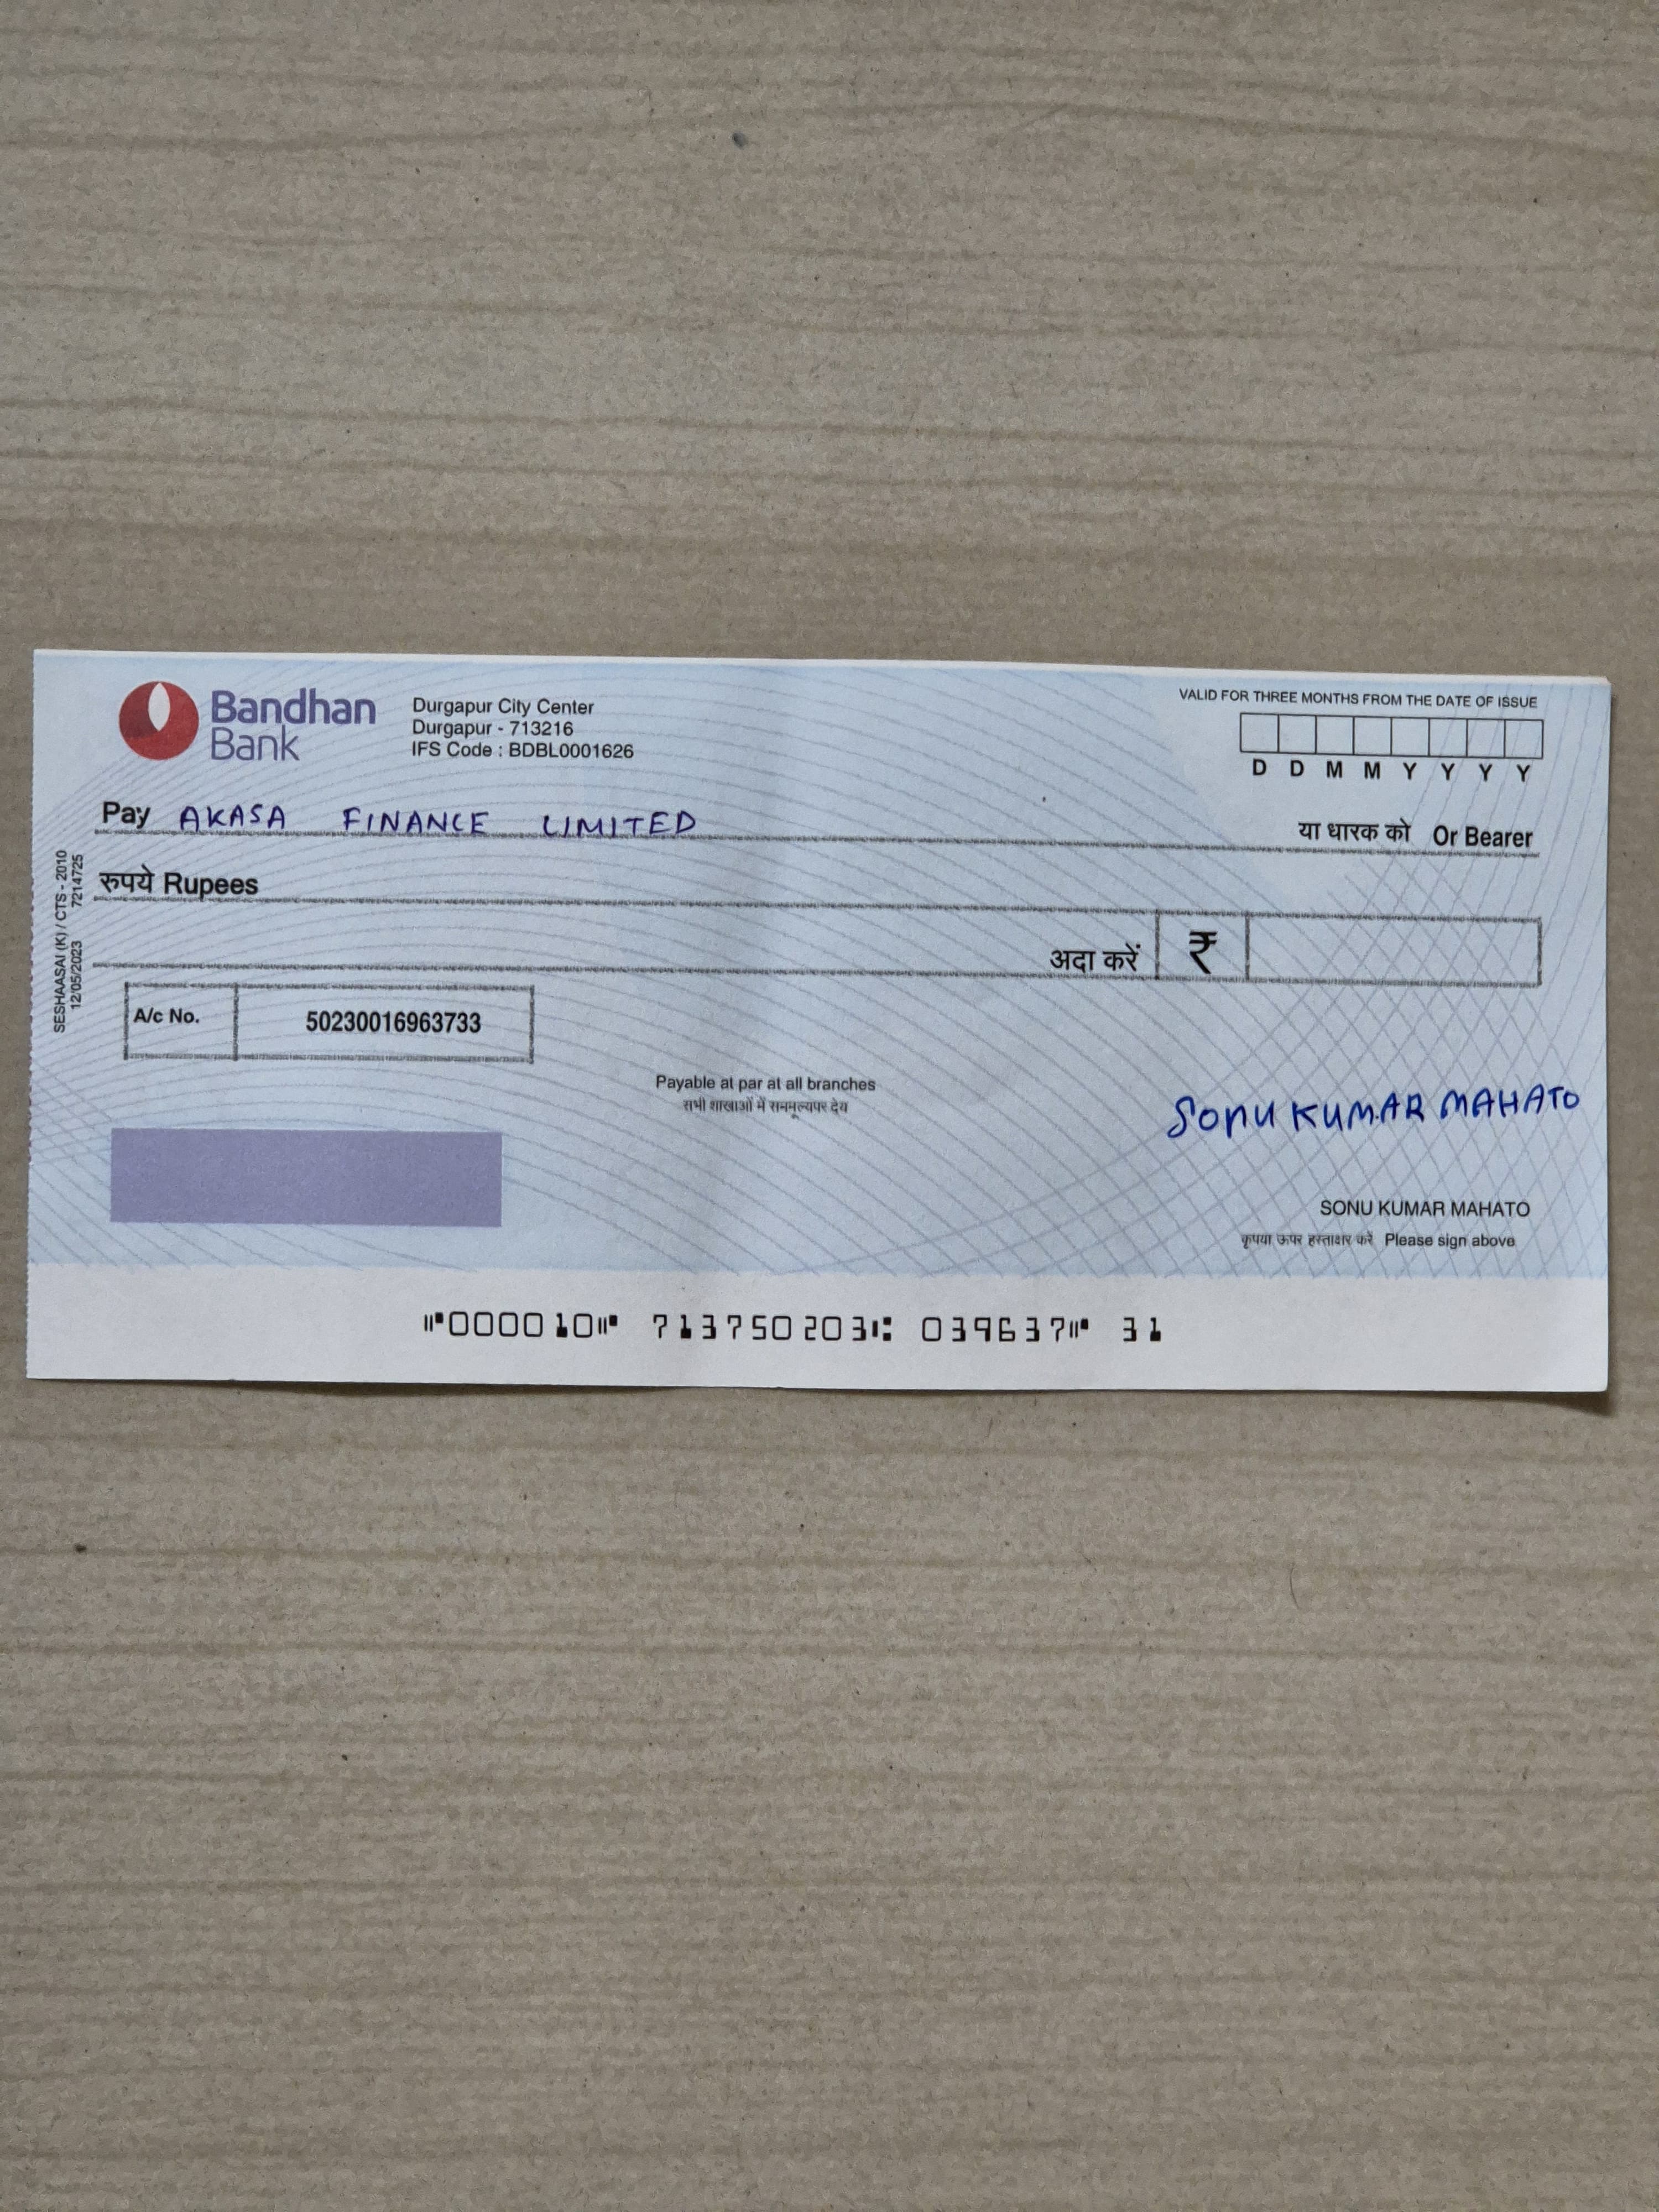 Bandhan
Bank
Durgapur City Center
Durgapur - 713216
IFS Code : BDBL0001626
VALID FOR THREE MONTHS FROM THE DATE OF ISSUE
D D M M Y Y Y Y
Pay AKASA FINANCE LIMITED
या धारक को Or Bearer
रुपये Rupees
अदा करें ₹
SESHAASAI (K) / CTS - 2010
12/05/2023 7214725
A/c No. 50230016963733
Payable at par at all branches
सभी शाखाओं में सममूल्यपर देय
SONU KUMAR MAHATO
SONU KUMAR MAHATO
कृपया ऊपर हस्ताक्षर करें Please sign above
⑈000010⑈ 713750203⑆ 039637⑈ 31